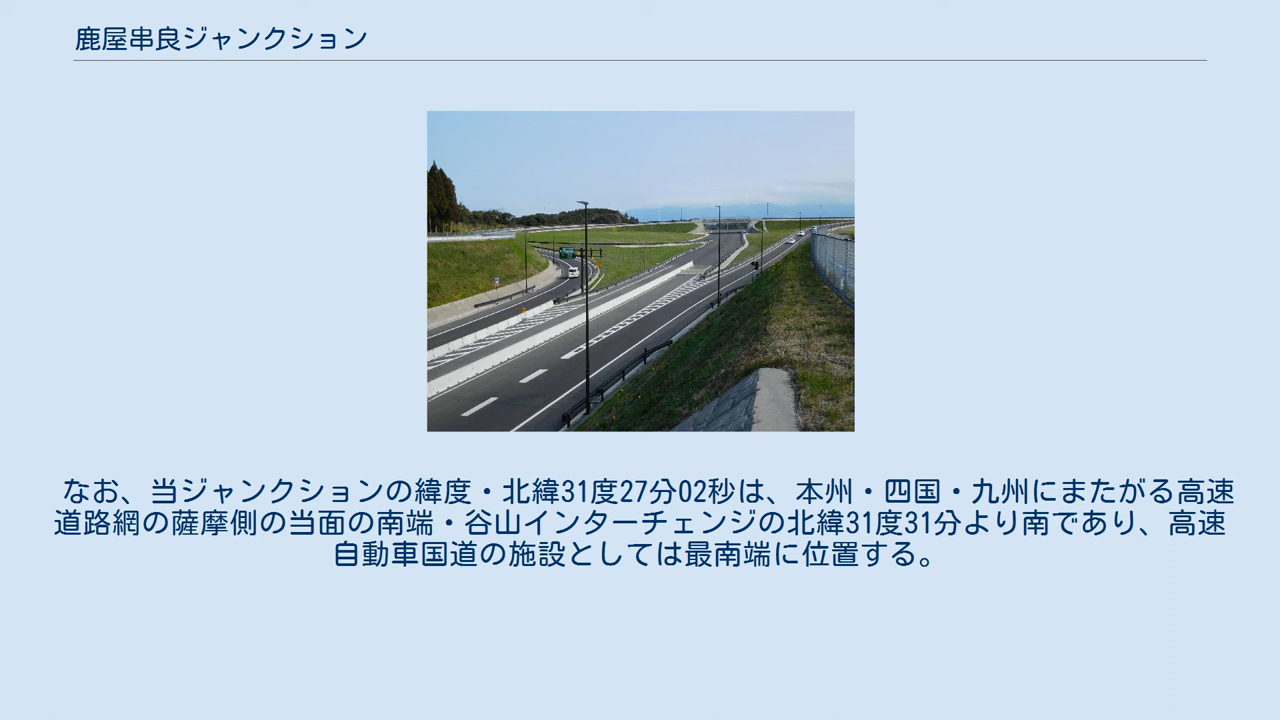 鹿屋串良ジャンクション
なお、当ジャンクションの緯度・北緯31度27分02秒は、本州・四国・九州にまたがる高速
道路網の薩摩側の当面の南端・谷山インターチェンジの北緯31度31分より南であり、高速
自動車国道の施設としては最南端に位置する。